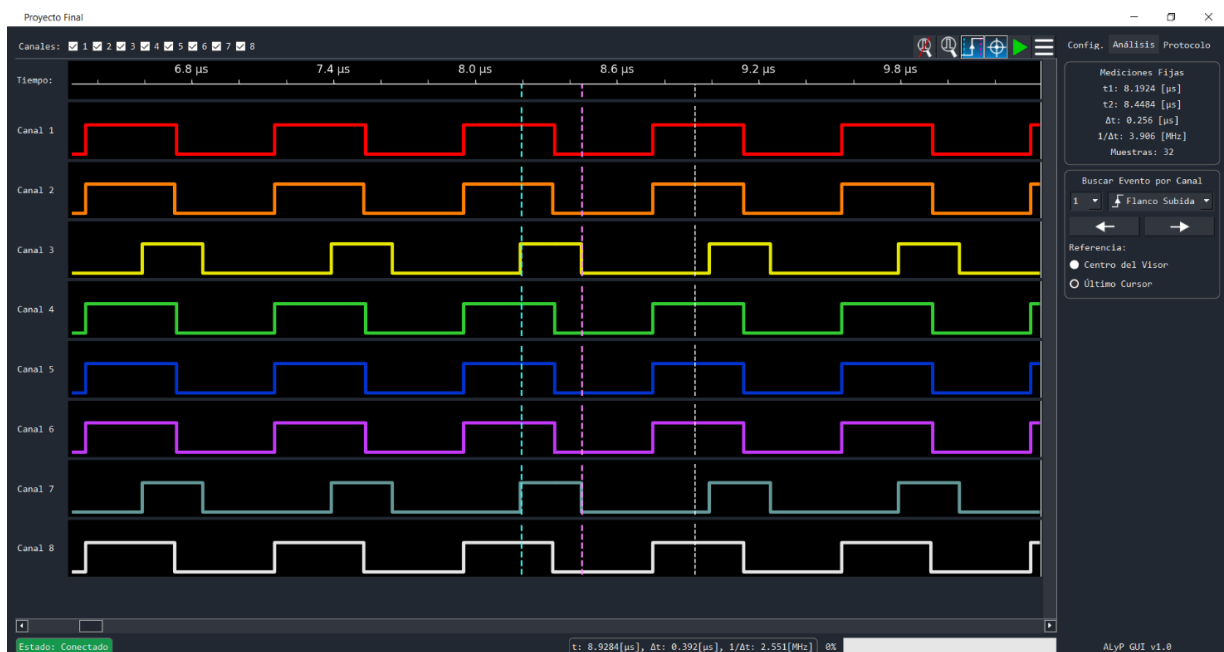 Proyecto Final
Canales: 1 2 3 4 5 6 7 8
Config. Análisis Protocolo
Tiempo: 6.8 µs 7.4 µs 8.0 µs 8.6 µs 9.2 µs 9.8 µs
Canal 1
Canal 2
Canal 3
Canal 4
Canal 5
Canal 6
Canal 7
Canal 8
Mediciones Fijas
t1: 8.1924 [µs]
t2: 8.4484 [µs]
Δt: 0.256 [µs]
1/Δt: 3.906 [MHz]
Muestras: 32
Buscar Evento por Canal
1 Flanco Subida
Referencia:
Centro del Visor
Último Cursor
Estado: Conectado
t: 8.9284[µs], Δt: 0.392[µs], 1/Δt: 2.551[MHz]
0%
ALyP GUI v1.0